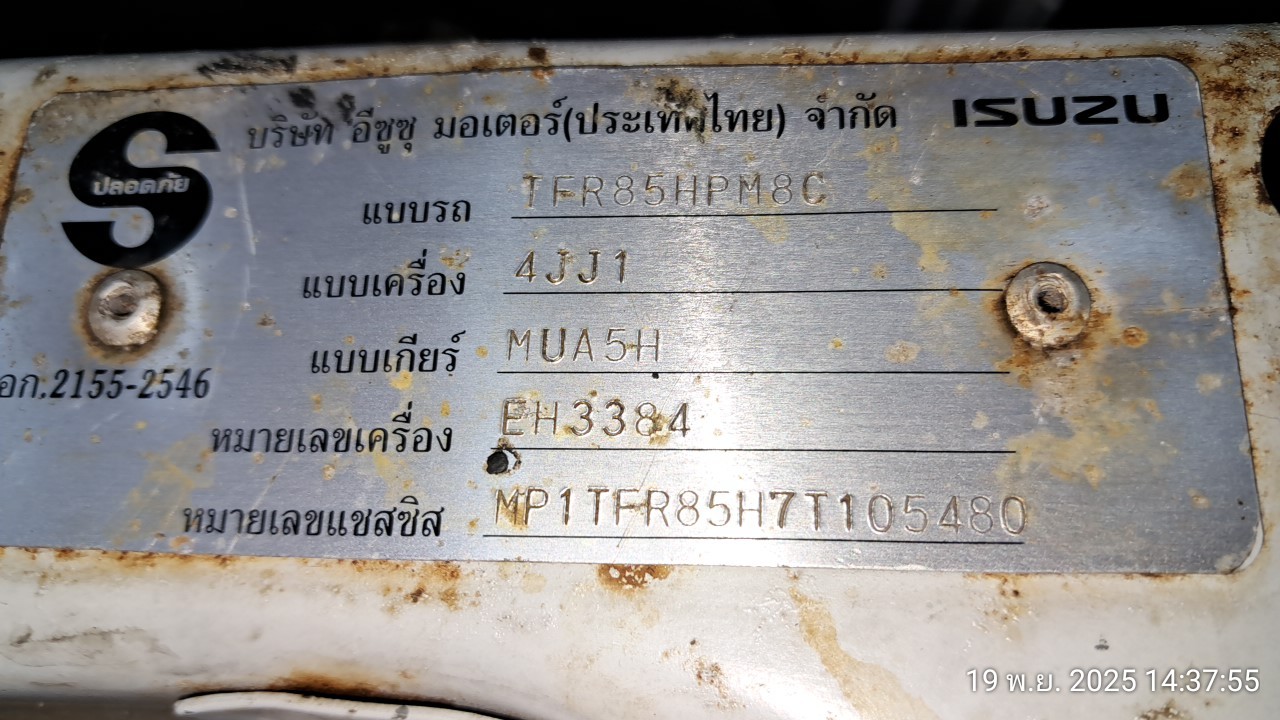 บริษัท อีซูซุ มอเตอร์(ประเทศไทย) จำกัด ISUZU
ปลอดภัย
แบบรถ TFR85HPM8C
แบบเครื่อง 4JJ1
แบบเกียร์ MUA5H
อก.2155-2546
หมายเลขเครื่อง EH3384
หมายเลขแชสซิส MP1TFR85H7T105480
19 พ.ย. 2025 14:37:55